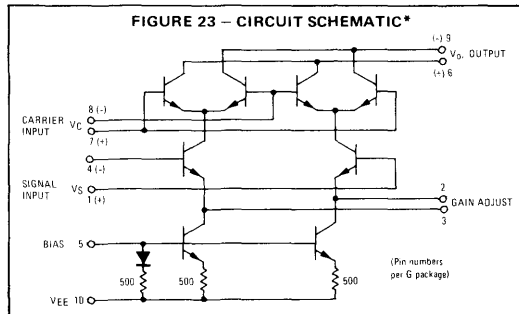 FIGURE 23 – CIRCUIT SCHEMATIC*
(-) 9
VO, OUTPUT
(+) 6
8 (-)
CARRIER VC
INPUT
7 (+)
4 (-)
SIGNAL VS
INPUT
1 (+)
2
GAIN ADJUST
3
BIAS 5
(Pin numbers
per G package)
500 500 500
VEE 10